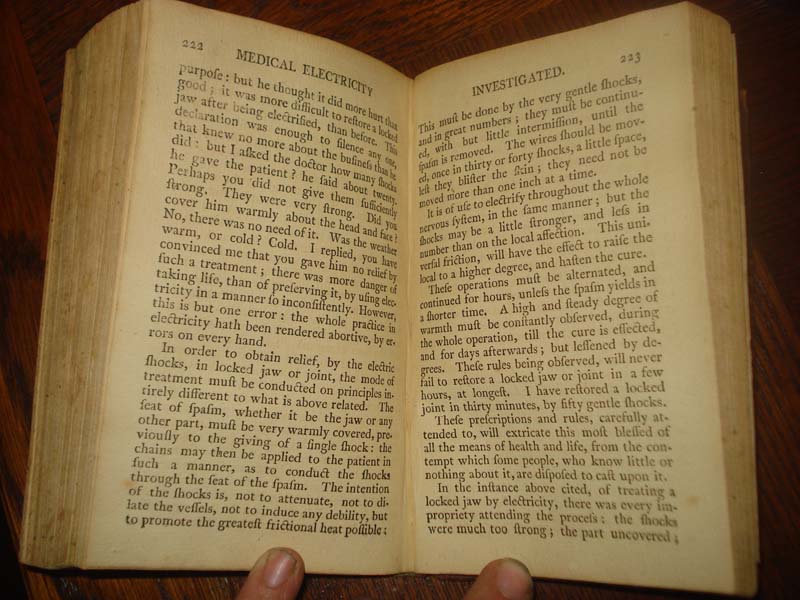 222
MEDICAL ELECTRICITY
purpoſe: but he thought it did more hurt than
good; it was more difficult to reſtore a locked
jaw after being electrified, than before. This
declaration was enough to ſilence any one,
that knew no more about the buſineſs than he
did: but I aſked the doctor how many ſhocks
he gave the patient? he ſaid about twenty.
Perhaps you did not give them ſufficiently
ſtrong. They were very ſtrong. Did you
cover him warmly about the head and face?
No, there was no need of it. Was the weather
warm, or cold? Cold. I replied, you have
convinced me that you gave him no relief by
ſuch a treatment; there was more danger of
taking life, than of preſerving it, by uſing elec-
tricity in a manner ſo inconſiſtently. However,
this is but one error: the whole practice in
electricity hath been rendered abortive, by er-
rors on every hand.
In order to obtain relief, by the electric
ſhocks, in locked jaw or joint, the mode of
treatment muſt be conducted on principles in-
tirely different to what is above related. The
ſeat of ſpaſm, whether it be the jaw or any
other part, muſt be very warmly covered, pre-
viouſly to the giving of a ſingle ſhock: the
chains may then be applied to the patient in
ſuch a manner, as to conduct the ſhocks
through the ſeat of the ſpaſm. The intention
of the ſhocks is, not to attenuate, not to di-
late the veſſels, not to induce any debility, but
to promote the greateſt frictional heat poſſible;
223
INVESTIGATED.
This muſt be done by the very gentle ſhocks,
and in great numbers; they muſt be continu-
ed, with but little intermiſſion, until the
ſpaſm is removed. The wires ſhould be mov-
ed, once in thirty or forty ſhocks, a little ſpace,
leſt they bliſter the ſkin; they need not be
moved more than one inch at a time.
It is of uſe to electrify throughout the whole
nervous ſyſtem, in the ſame manner; but the
ſhocks may be a little ſtronger, and leſs in
number than on the local affection. This uni-
verſal friction, will have the effect to raiſe the
local to a higher degree, and haſten the cure.
Theſe operations muſt be alternated, and
continued for hours, unleſs the ſpaſm yields in
a ſhorter time. A high and ſteady degree of
warmth muſt be conſtantly obſerved, during
the whole operation, till the cure is effected,
and for days afterwards; but leſſened by de-
grees. Theſe rules being obſerved, will never
fail to reſtore a locked jaw or joint in a few
hours, at longeſt. I have reſtored a locked
joint in thirty minutes, by fifty gentle ſhocks.
Theſe preſcriptions and rules, carefully at-
tended to, will extricate this moſt bleſſed of
all the means of health and life, from the con-
tempt which ſome people, who know little or
nothing about it, are diſpoſed to caſt upon it.
In the inſtance above cited, of treating a
locked jaw by electricity, there was every im-
propriety attending the proceſs: the ſhocks
were much too ſtrong; the part uncovered;